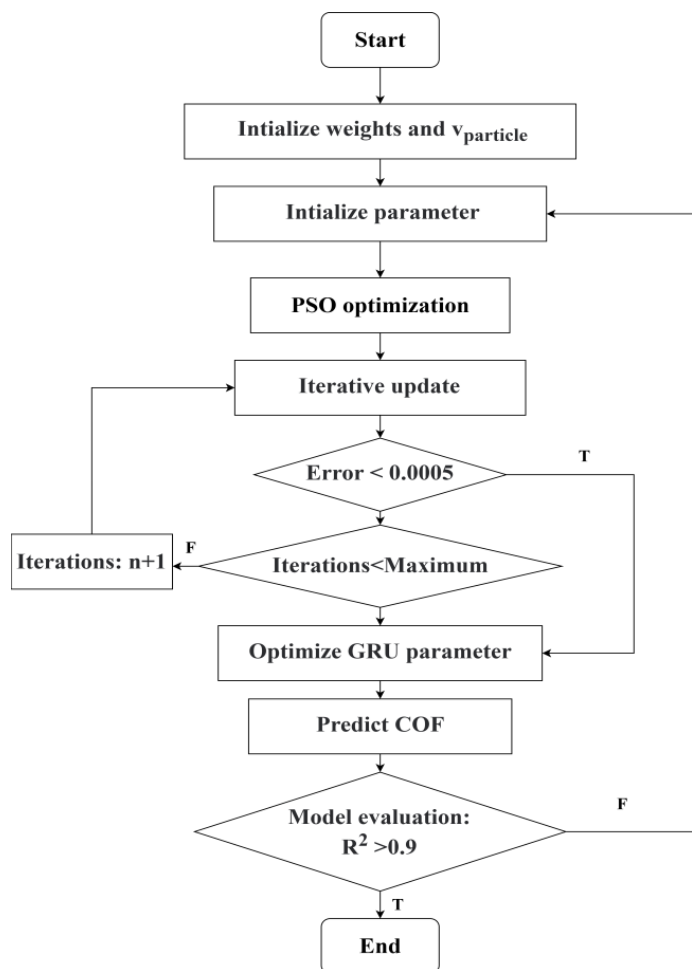 Start
Intialize weights and v_particle
Intialize parameter
PSO optimization
Iterative update
Error < 0.0005
T
Iterations: n+1
F
Iterations<Maximum
Optimize GRU parameter
Predict COF
Model evaluation:
R² >0.9
F
T
End